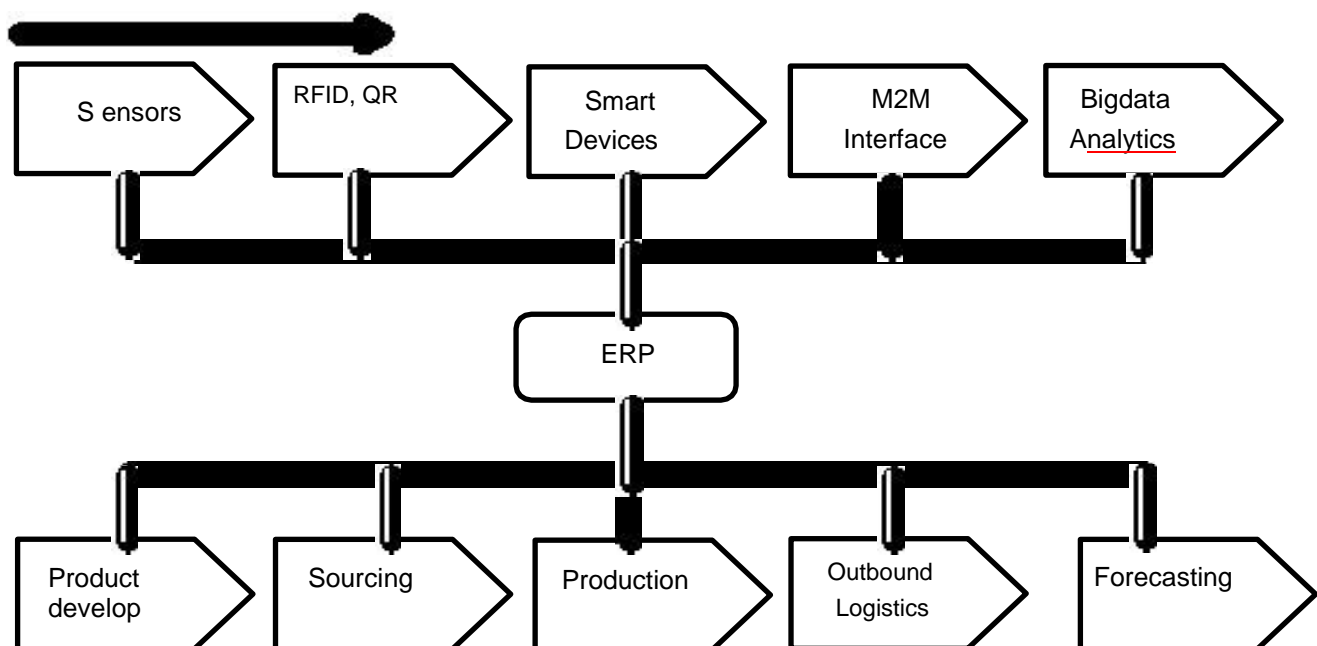 S ensors
RFID, QR
Smart
Devices
M2M
Interface
Bigdata
Analytics
ERP
Product
develop
Sourcing
Production
Outbound
Logistics
Forecasting